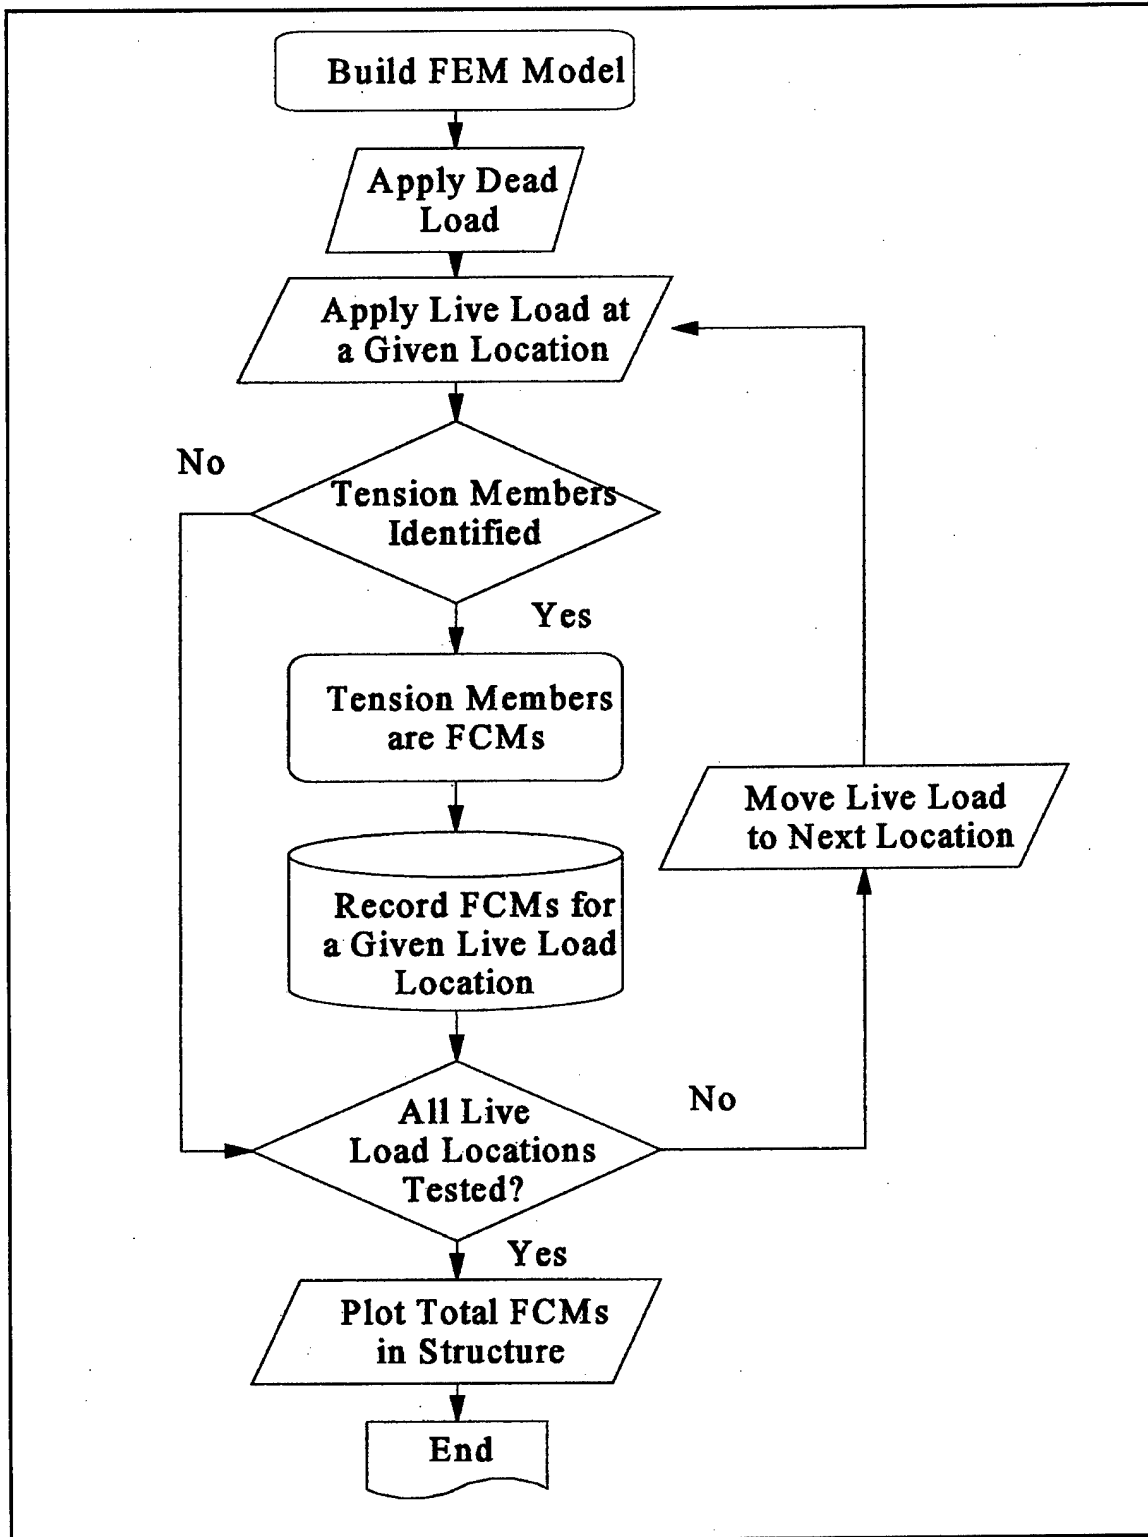 Build FEM Model
Apply Dead
Load
Apply Live Load at
a Given Location
No
Tension Members
Identified
Yes
Tension Members
are FCMs
Move Live Load
to Next Location
Record FCMs for
a Given Live Load
Location
No
All Live
Load Locations
Tested?
Yes
Plot Total FCMs
in Structure
End